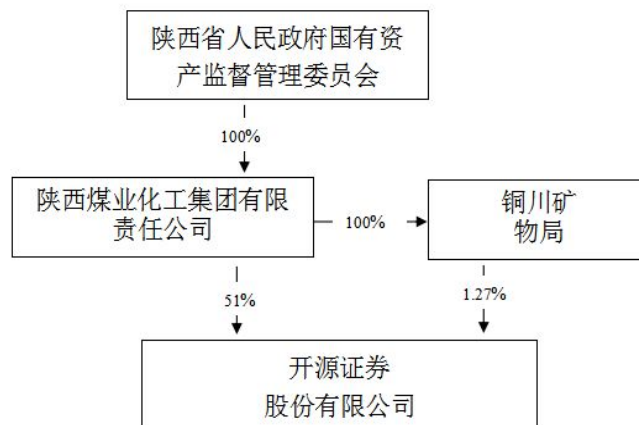 陕西省人民政府国有资
产监督管理委员会
100%
陕西煤业化工集团有限
责任公司
100%
铜川矿
物局
51%
1.27%
开源证券
股份有限公司